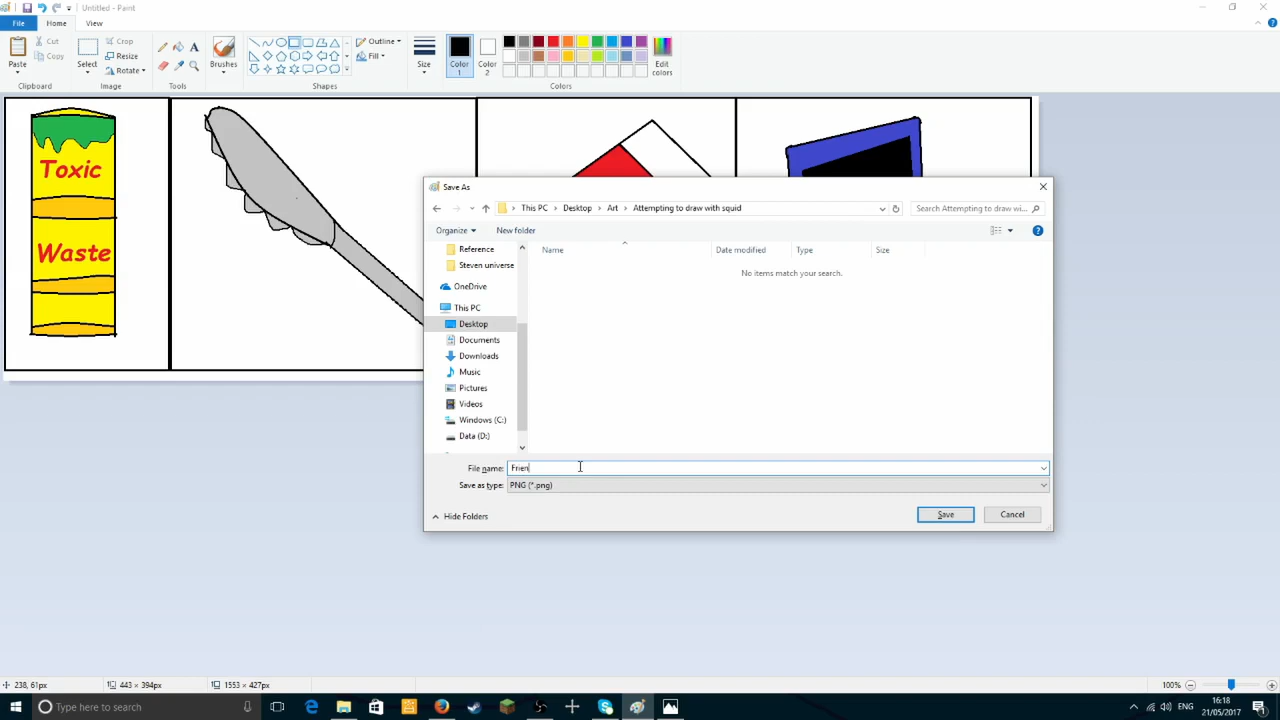 Untitled - Paint
File Home View
Paste
Cut
Copy
Clipboard
Select
Crop
Resize
Rotate
Image
Tools
Brushes
Outline
Fill
Shapes
Size
Color 1
Color 2
Edit colors
Colors
Toxic
Waste
Save As
This PC > Desktop > Art > Attempting to draw with squid
Search Attempting to draw wi...
Organize
New folder
Name Date modified Type Size
No items match your search.
Reference
Steven universe
OneDrive
This PC
Desktop
Documents
Downloads
Music
Pictures
Videos
Windows (C:)
Data (D:)
File name: Frien
Save as type: PNG (*.png)
Hide Folders
Save
Cancel
238, 61px
443 × 394px
1553 × 427px
100%
Type here to search
ENG
16:18
21/05/2017